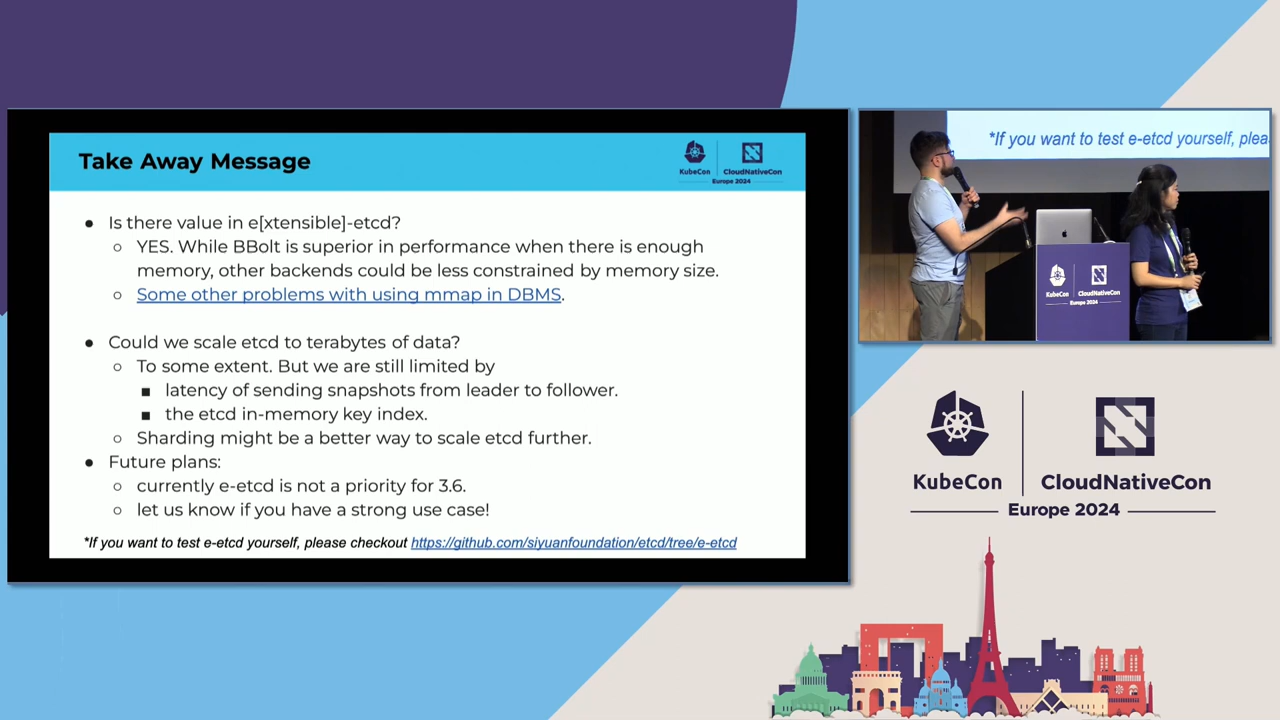 Take Away Message
KubeCon
CloudNativeCon
Europe 2024
● Is there value in e[xtensible]-etcd?
○ YES. While BBolt is superior in performance when there is enough
memory, other backends could be less constrained by memory size.
○ Some other problems with using mmap in DBMS.
● Could we scale etcd to terabytes of data?
○ To some extent. But we are still limited by
■ latency of sending snapshots from leader to follower.
■ the etcd in-memory key index.
○ Sharding might be a better way to scale etcd further.
● Future plans:
○ currently e-etcd is not a priority for 3.6.
○ let us know if you have a strong use case!
*If you want to test e-etcd yourself, please checkout https://github.com/siyuanfoundation/etcd/tree/e-etcd
*If you want to test e-etcd yourself, plea
KubeCon
CloudNativeCon
Europe 2024
KubeCon
CloudNativeCon
Europe 2024